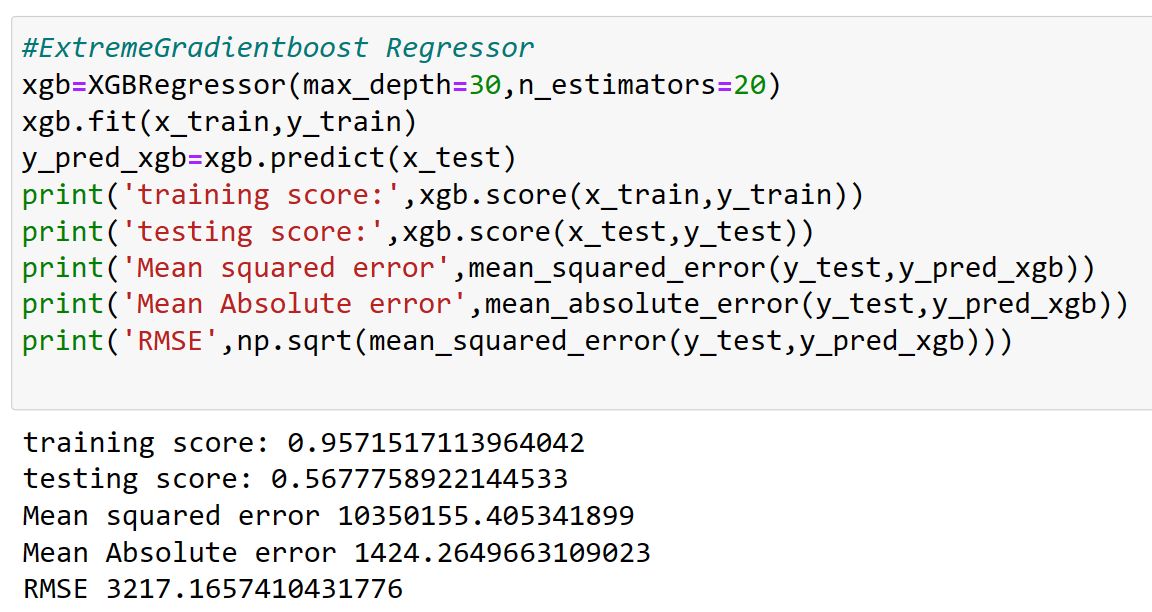 #ExtremeGradientboost Regressor
xgb=XGBRegressor(max_depth=30,n_estimators=20)
xgb.fit(x_train,y_train)
y_pred_xgb=xgb.predict(x_test)
print('training score:',xgb.score(x_train,y_train))
print('testing score:',xgb.score(x_test,y_test))
print('Mean squared error',mean_squared_error(y_test,y_pred_xgb))
print('Mean Absolute error',mean_absolute_error(y_test,y_pred_xgb))
print('RMSE',np.sqrt(mean_squared_error(y_test,y_pred_xgb)))
training score: 0.9571517113964042
testing score: 0.5677758922144533
Mean squared error 10350155.405341899
Mean Absolute error 1424.2649663109023
RMSE 3217.1657410431776